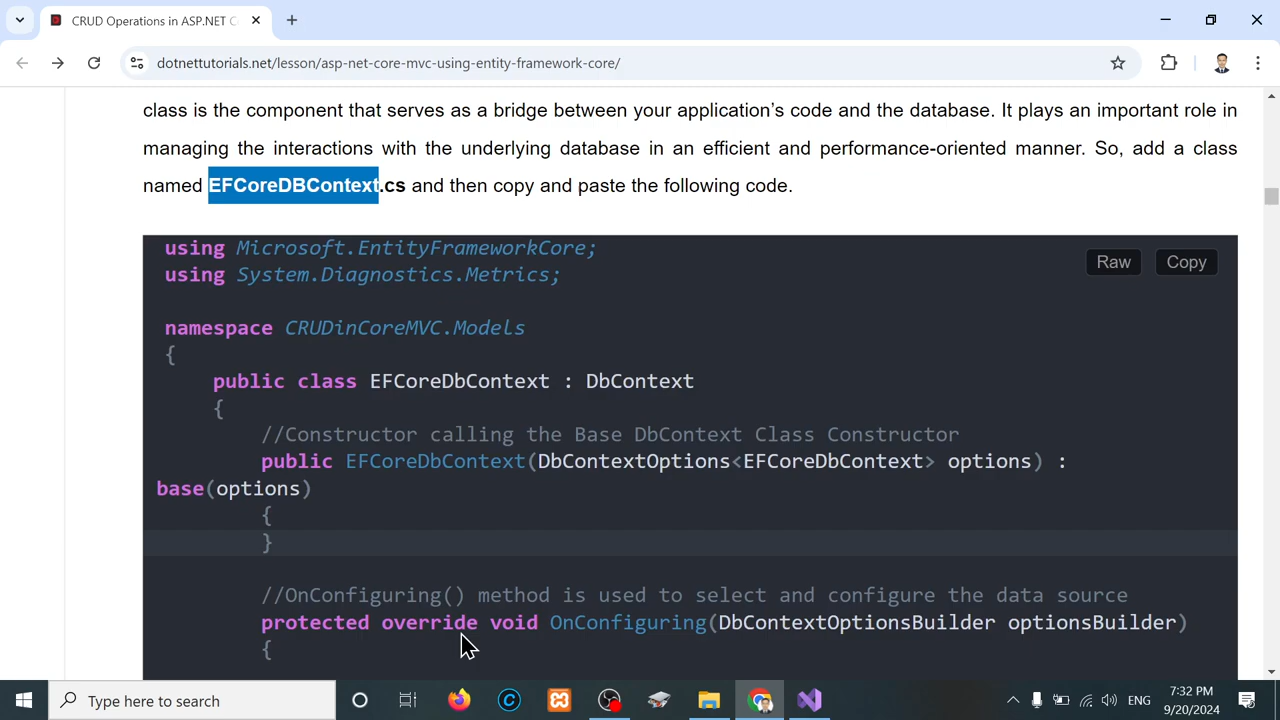 CRUD Operations in ASP.NET C
dotnettutorials.net/lesson/asp-net-core-mvc-using-entity-framework-core/
class is the component that serves as a bridge between your application’s code and the database. It plays an important role in
managing the interactions with the underlying database in an efficient and performance-oriented manner. So, add a class
named EFCoreDBContext.cs and then copy and paste the following code.
using Microsoft.EntityFrameworkCore;
using System.Diagnostics.Metrics;
Raw Copy
namespace CRUDinCoreMVC.Models
{
public class EFCoreDbContext : DbContext
{
//Constructor calling the Base DbContext Class Constructor
public EFCoreDbContext(DbContextOptions<EFCoreDbContext> options) :
base(options)
{
}
//OnConfiguring() method is used to select and configure the data source
protected override void OnConfiguring(DbContextOptionsBuilder optionsBuilder)
{
Type here to search
ENG
7:32 PM
9/20/2024